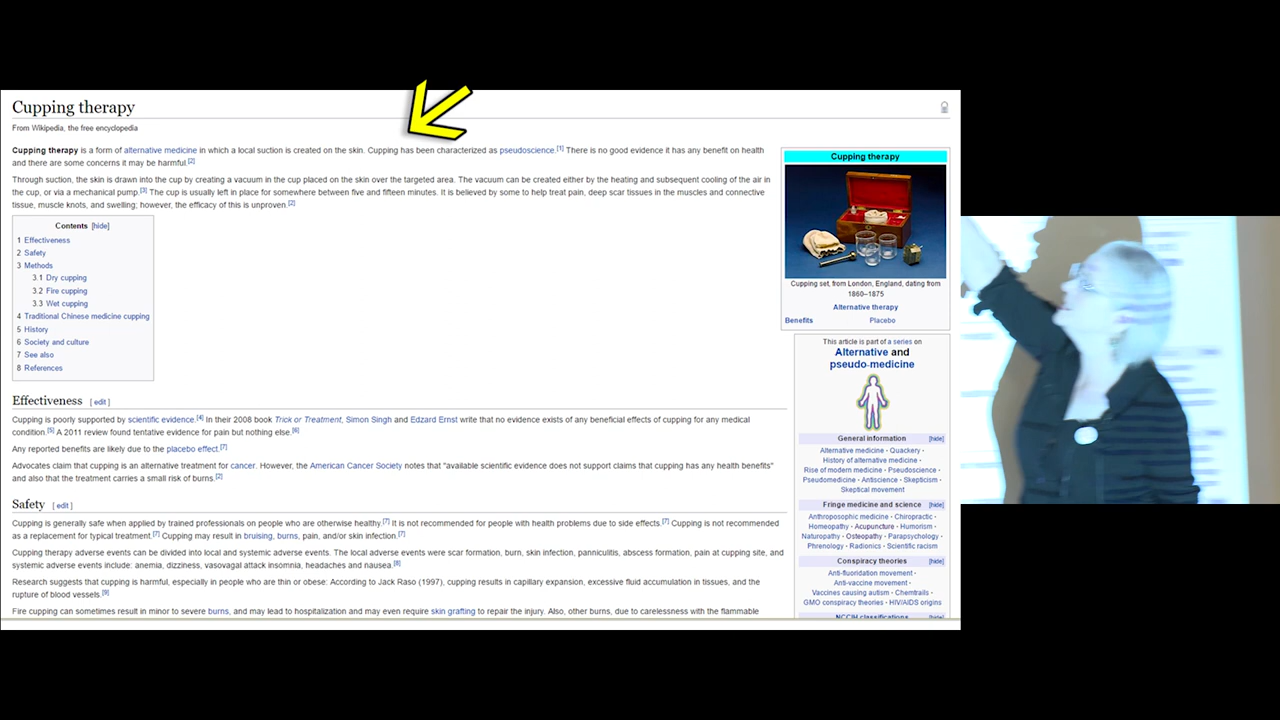 Cupping therapy
From Wikipedia, the free encyclopedia
Cupping therapy is a form of alternative medicine in which a local suction is created on the skin. Cupping has been characterized as pseudoscience.[1] There is no good evidence it has any benefit on health
and there are some concerns it may be harmful.[2]
Through suction, the skin is drawn into the cup by creating a vacuum in the cup placed on the skin over the targeted area. The vacuum can be created either by the heating and subsequent cooling of the air in
the cup, or via a mechanical pump.[3] The cup is usually left in place for somewhere between five and fifteen minutes. It is believed by some to help treat pain, deep scar tissues in the muscles and connective
tissue, muscle knots, and swelling; however, the efficacy of this is unproven.[2]
Contents [hide]
1 Effectiveness
2 Safety
3 Methods
3.1 Dry cupping
3.2 Fire cupping
3.3 Wet cupping
4 Traditional Chinese medicine cupping
5 History
6 Society and culture
7 See also
8 References
Effectiveness [ edit ]
Cupping is poorly supported by scientific evidence.[4] In their 2008 book Trick or Treatment, Simon Singh and Edzard Ernst write that no evidence exists of any beneficial effects of cupping for any medical
condition.[5] A 2011 review found tentative evidence for pain but nothing else.[6]
Any reported benefits are likely due to the placebo effect.[7]
Advocates claim that cupping is an alternative treatment for cancer. However, the American Cancer Society notes that "available scientific evidence does not support claims that cupping has any health benefits"
and also that the treatment carries a small risk of burns.[2]
Safety [ edit ]
Cupping is generally safe when applied by trained professionals on people who are otherwise healthy.[7] It is not recommended for people with health problems due to side effects.[7] Cupping is not recommended
as a replacement for typical treatment.[7] Cupping may result in bruising, burns, pain, and/or skin infection.[7]
Cupping therapy adverse events can be divided into local and systemic adverse events. The local adverse events were scar formation, burn, skin infection, panniculitis, abscess formation, pain at cupping site, and
systemic adverse events include: anemia, dizziness, vasovagal attack insomnia, headaches and nausea.[8]
Research suggests that cupping is harmful, especially in people who are thin or obese: According to Jack Raso (1997), cupping results in capillary expansion, excessive fluid accumulation in tissues, and the
rupture of blood vessels.[9]
Fire cupping can sometimes result in minor to severe burns, and may lead to hospitalization and may even require skin grafting to repair the injury. Also, other burns, due to carelessness with the flammable
Cupping therapy
Cupping set, from London, England, dating from
1860–1875
Alternative therapy
Benefits Placebo
This article is part of a series on
Alternative and
pseudo-medicine
General information [hide]
Alternative medicine · Quackery ·
History of alternative medicine ·
Rise of modern medicine · Pseudoscience ·
Pseudomedicine · Antiscience · Skepticism ·
Skeptical movement
Fringe medicine and science [hide]
Anthroposophic medicine · Chiropractic ·
Homeopathy · Acupuncture · Humorism ·
Naturopathy · Osteopathy · Parapsychology ·
Phrenology · Radionics · Scientific racism
Conspiracy theories [hide]
Anti-fluoridation movement ·
Anti-vaccine movement ·
Vaccines causing autism · Chemtrails ·
GMO conspiracy theories · HIV/AIDS origins
NCCIH classifications [hide]